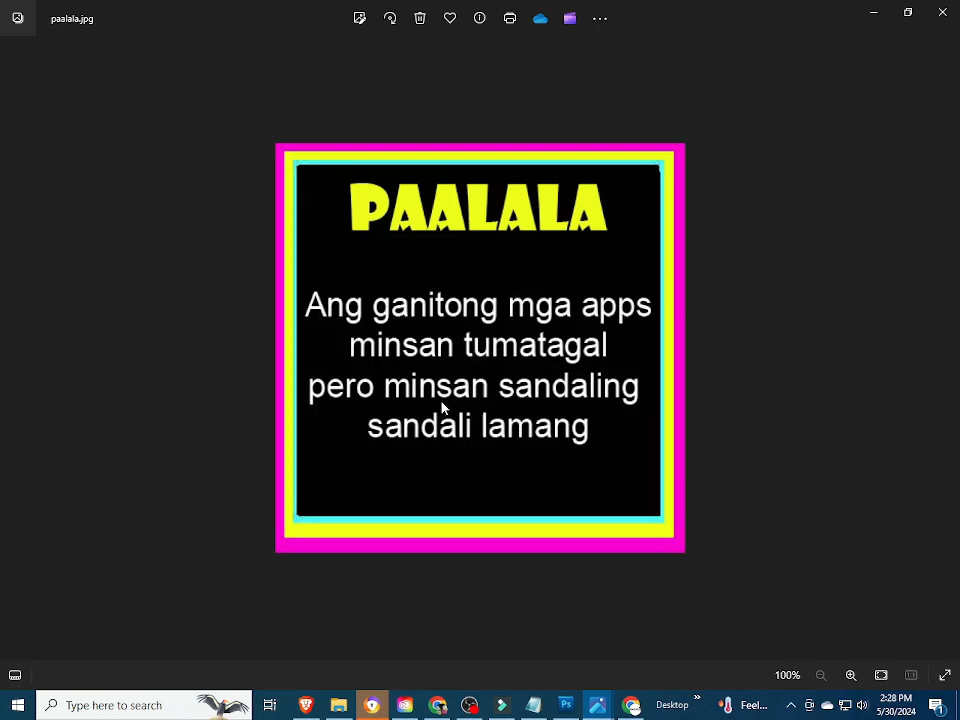 paalala.jpg
PAALALA
Ang ganitong mga apps
minsan tumatagal
pero minsan sandaling
sandali lamang
100%
Type here to search
Desktop
Feel...
2:28 PM
5/30/2024